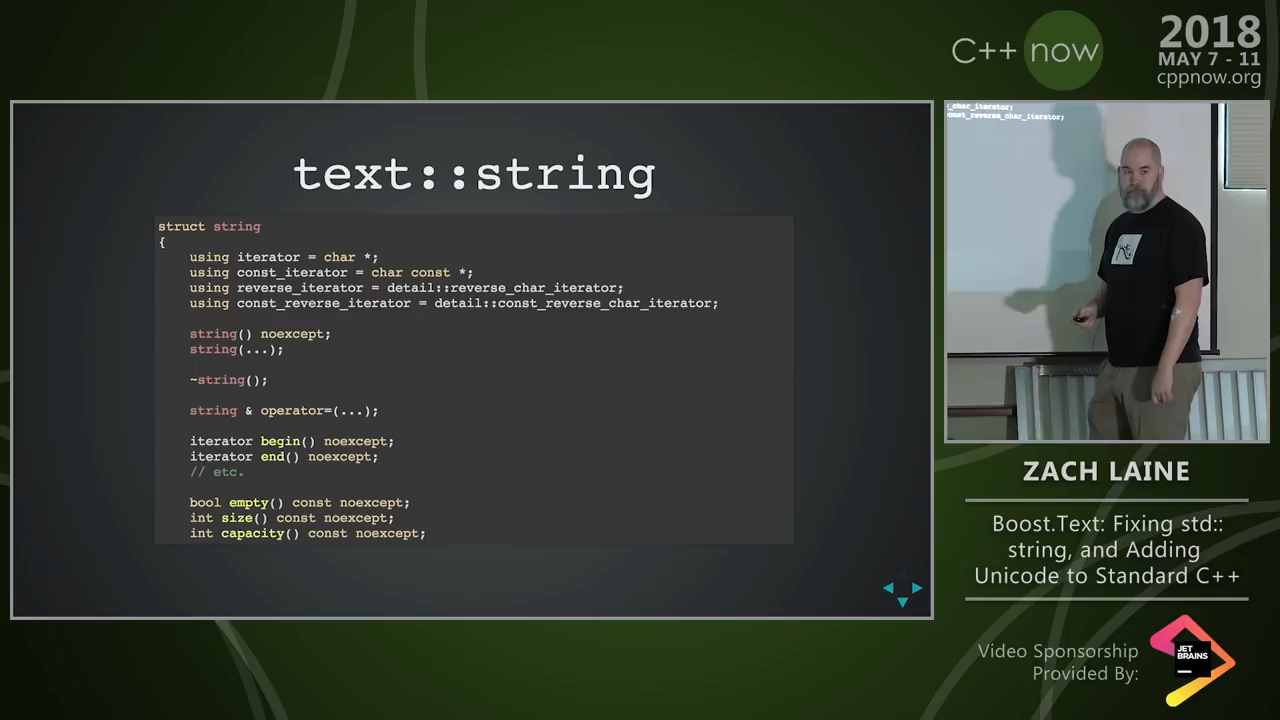 C++ now
2018
MAY 7 - 11
cppnow.org
text::string
struct string
{
using iterator = char *;
using const_iterator = char const *;
using reverse_iterator = detail::reverse_char_iterator;
using const_reverse_iterator = detail::const_reverse_char_iterator;
string() noexcept;
string(...);
~string();
string & operator=(...);
iterator begin() noexcept;
iterator end() noexcept;
// etc.
bool empty() const noexcept;
int size() const noexcept;
int capacity() const noexcept;
_char_iterator;
const_reverse_char_iterator;
ZACH LAINE
Boost.Text: Fixing std::
string, and Adding
Unicode to Standard C++
Video Sponsorship
Provided By:
JET
BRAINS